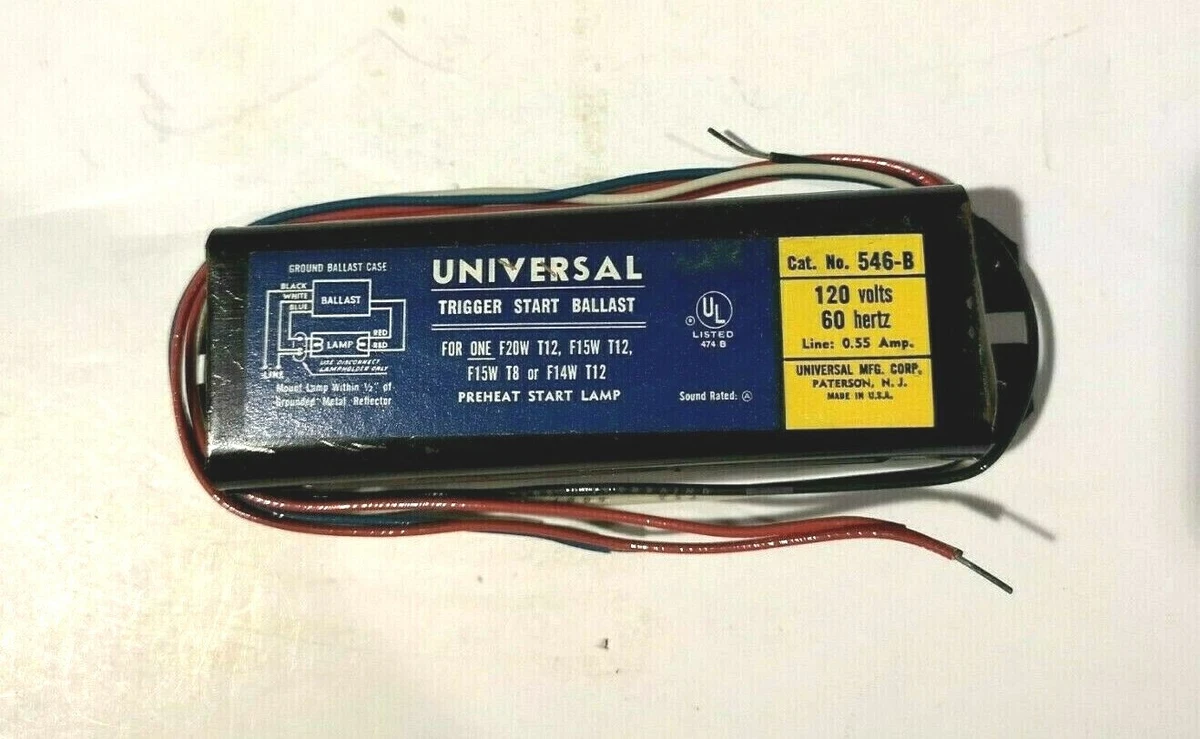 GROUND BALLAST CASE
BLACK
WHITE
BLUE
BALLAST
RED
LAMP
RED
LINE
USE DISCONNECT
LAMPHOLDER ONLY
Mount Lamp Within ½" of
Grounded Metal Reflector
UNIVERSAL
TRIGGER START BALLAST
FOR ONE F20W T12, F15W T12,
F15W T8 or F14W T12
PREHEAT START LAMP
UL
®
LISTED
474 B
Sound Rated: Ⓐ
Cat. No. 546-B
120 volts
60 hertz
Line: 0.55 Amp.
UNIVERSAL MFG. CORP.
PATERSON, N. J.
MADE IN U.S.A.